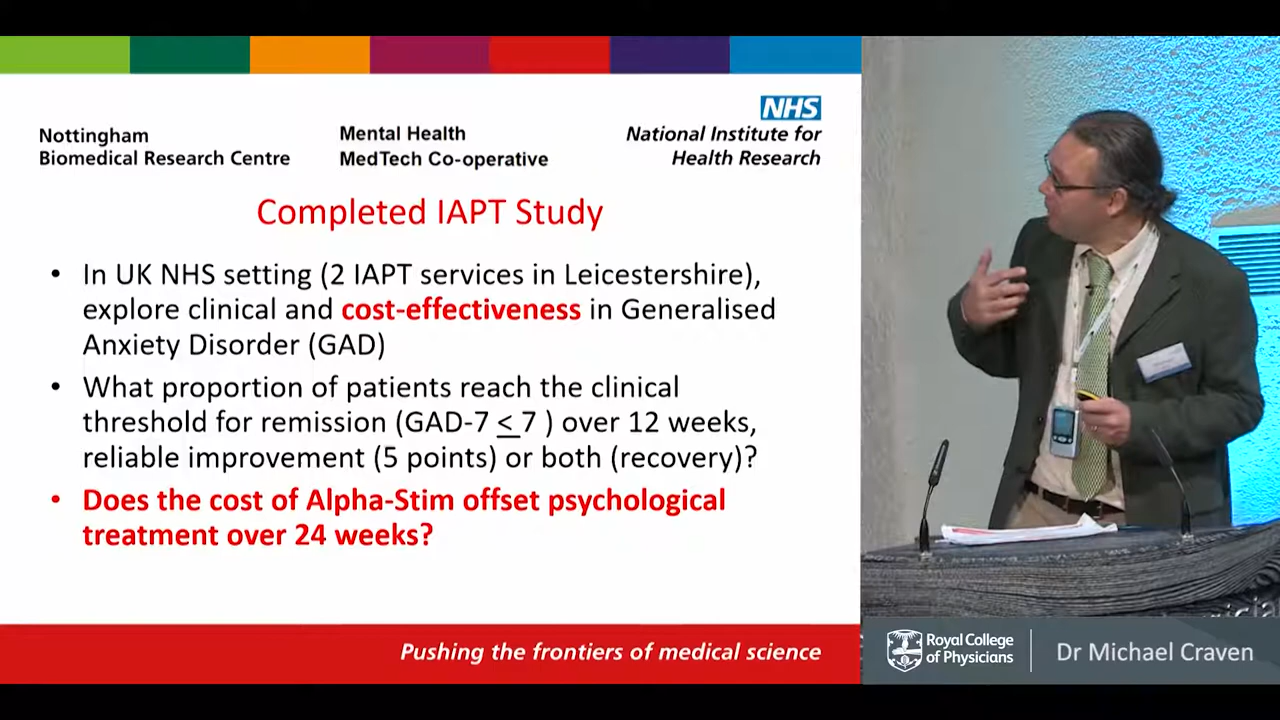 NHS
Nottingham
Biomedical Research Centre
Mental Health
MedTech Co-operative
National Institute for
Health Research
Completed IAPT Study
• In UK NHS setting (2 IAPT services in Leicestershire),
explore clinical and cost-effectiveness in Generalised
Anxiety Disorder (GAD)
• What proportion of patients reach the clinical
threshold for remission (GAD-7 < 7 ) over 12 weeks,
reliable improvement (5 points) or both (recovery)?
• Does the cost of Alpha-Stim offset psychological
treatment over 24 weeks?
Pushing the frontiers of medical science
Royal College
of Physicians
Dr Michael Craven